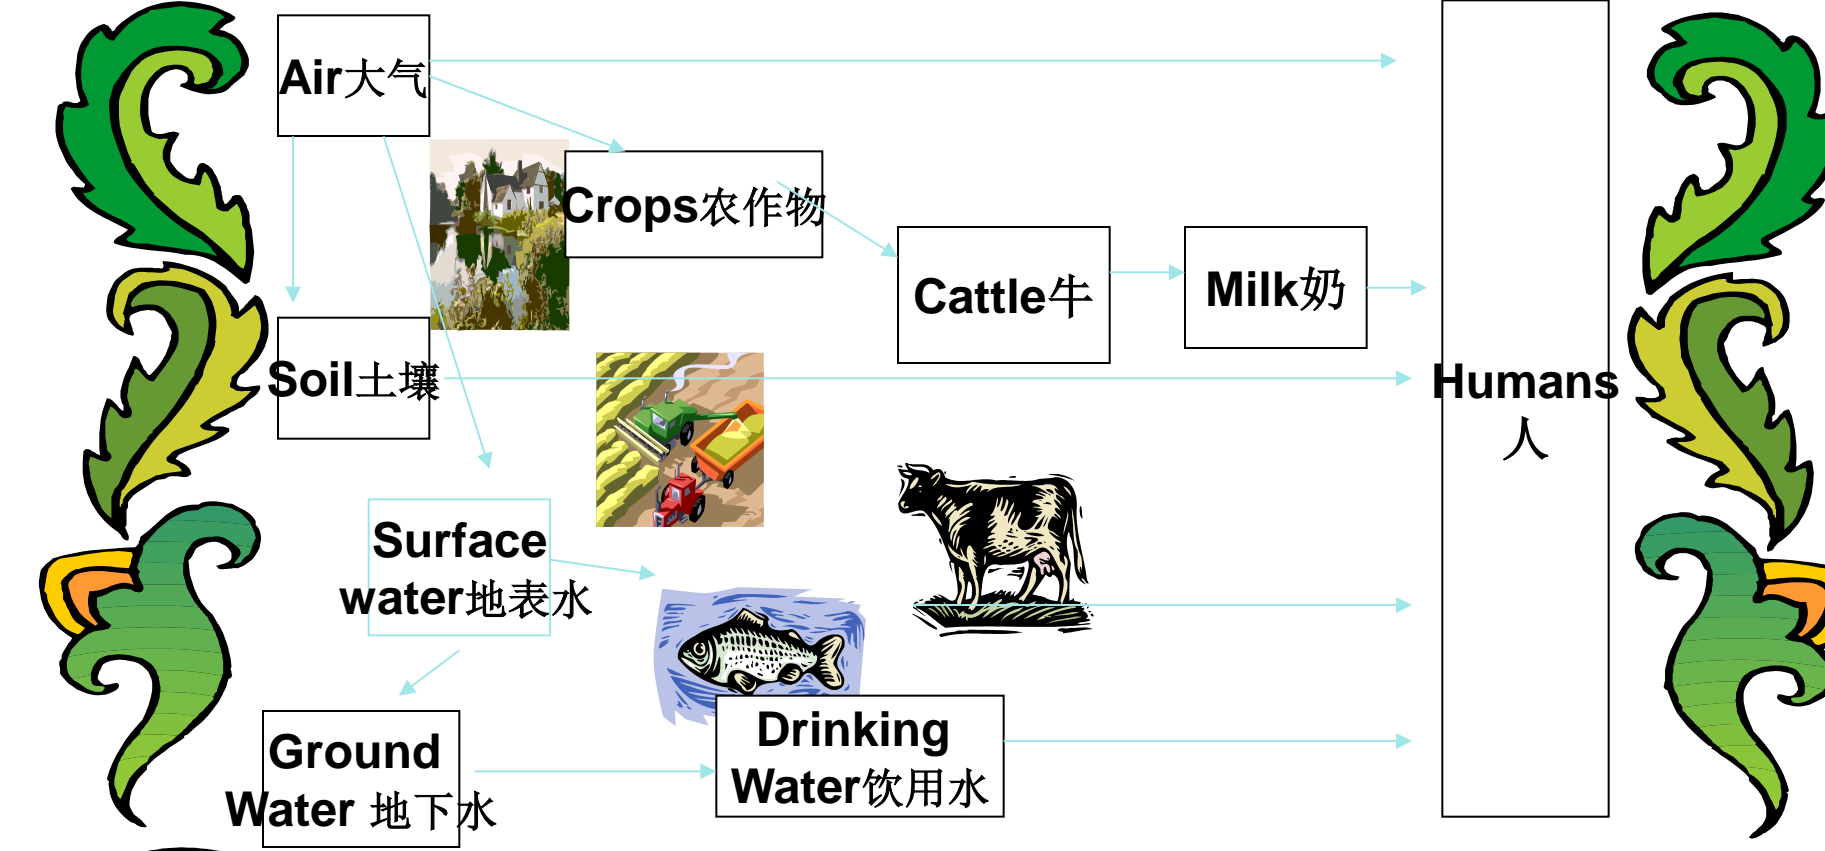 Air大气
Crops农作物
Cattle牛
Milk奶
Soil土壤
Humans
人
Surface
water地表水
Drinking
Water饮用水
Ground
Water 地下水